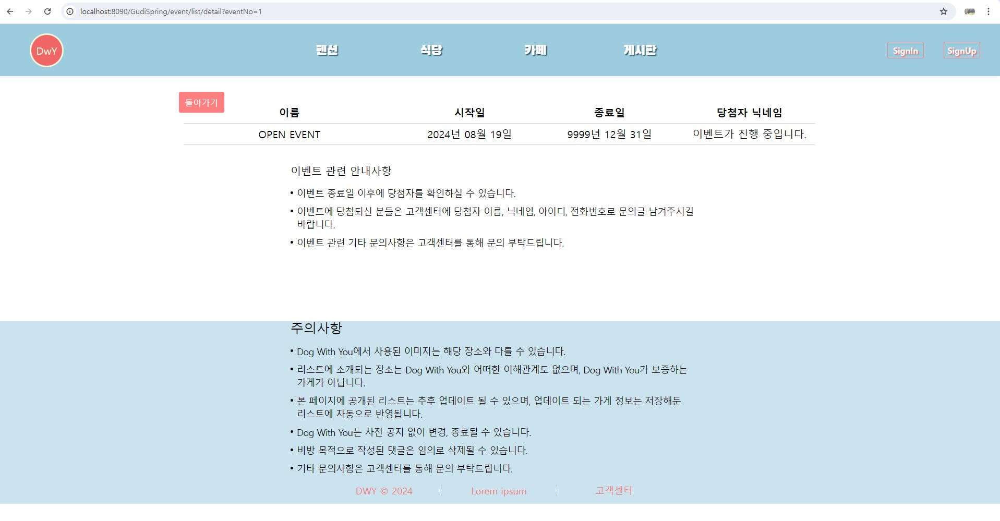 localhost:8090/GudiSpring/event/list/detail?eventNo=1
DwY 펜션 식당 카페 게시판 SignIn SignUp
돌아가기
이름 시작일 종료일 당첨자 닉네임
OPEN EVENT 2024년 08월 19일 9999년 12월 31일 이벤트가 진행 중입니다.
이벤트 관련 안내사항
• 이벤트 종료일 이후에 당첨자를 확인하실 수 있습니다.
• 이벤트에 당첨되신 분들은 고객센터에 당첨자 이름, 닉네임, 아이디, 전화번호로 문의글 남겨주시길
바랍니다.
• 이벤트 관련 기타 문의사항은 고객센터를 통해 문의 부탁드립니다.
주의사항
• Dog With You에서 사용된 이미지는 해당 장소와 다를 수 있습니다.
• 리스트에 소개되는 장소는 Dog With You와 어떠한 이해관계도 없으며, Dog With You가 보증하는
가게가 아닙니다.
• 본 페이지에 공개된 리스트는 추후 업데이트 될 수 있으며, 업데이트 되는 가게 정보는 저장해둔
리스트에 자동으로 반영됩니다.
• Dog With You는 사전 공지 없이 변경, 종료될 수 있습니다.
• 비방 목적으로 작성된 댓글은 임의로 삭제될 수 있습니다.
• 기타 문의사항은 고객센터를 통해 문의 부탁드립니다.
DWY © 2024 Lorem ipsum 고객센터